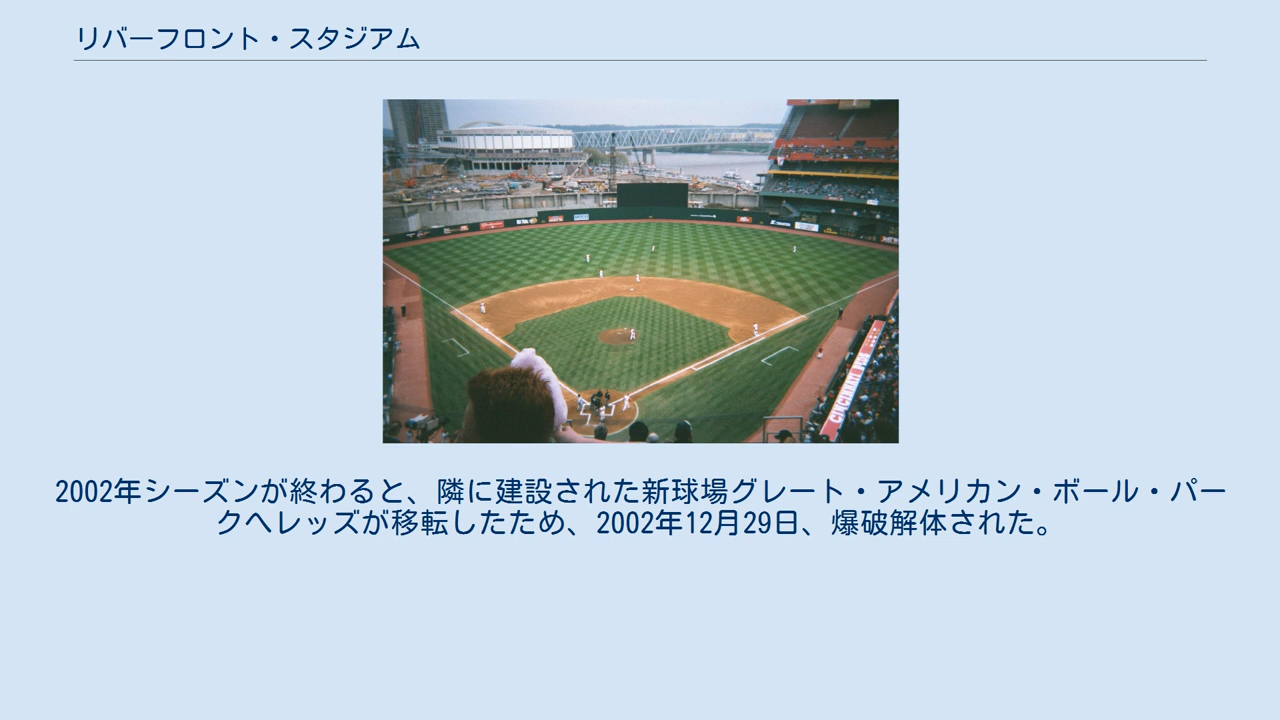 リバーフロント・スタジアム
2002年シーズンが終わると、隣に建設された新球場グレート・アメリカン・ボール・パー
クへレッズが移転したため、2002年12月29日、爆破解体された。